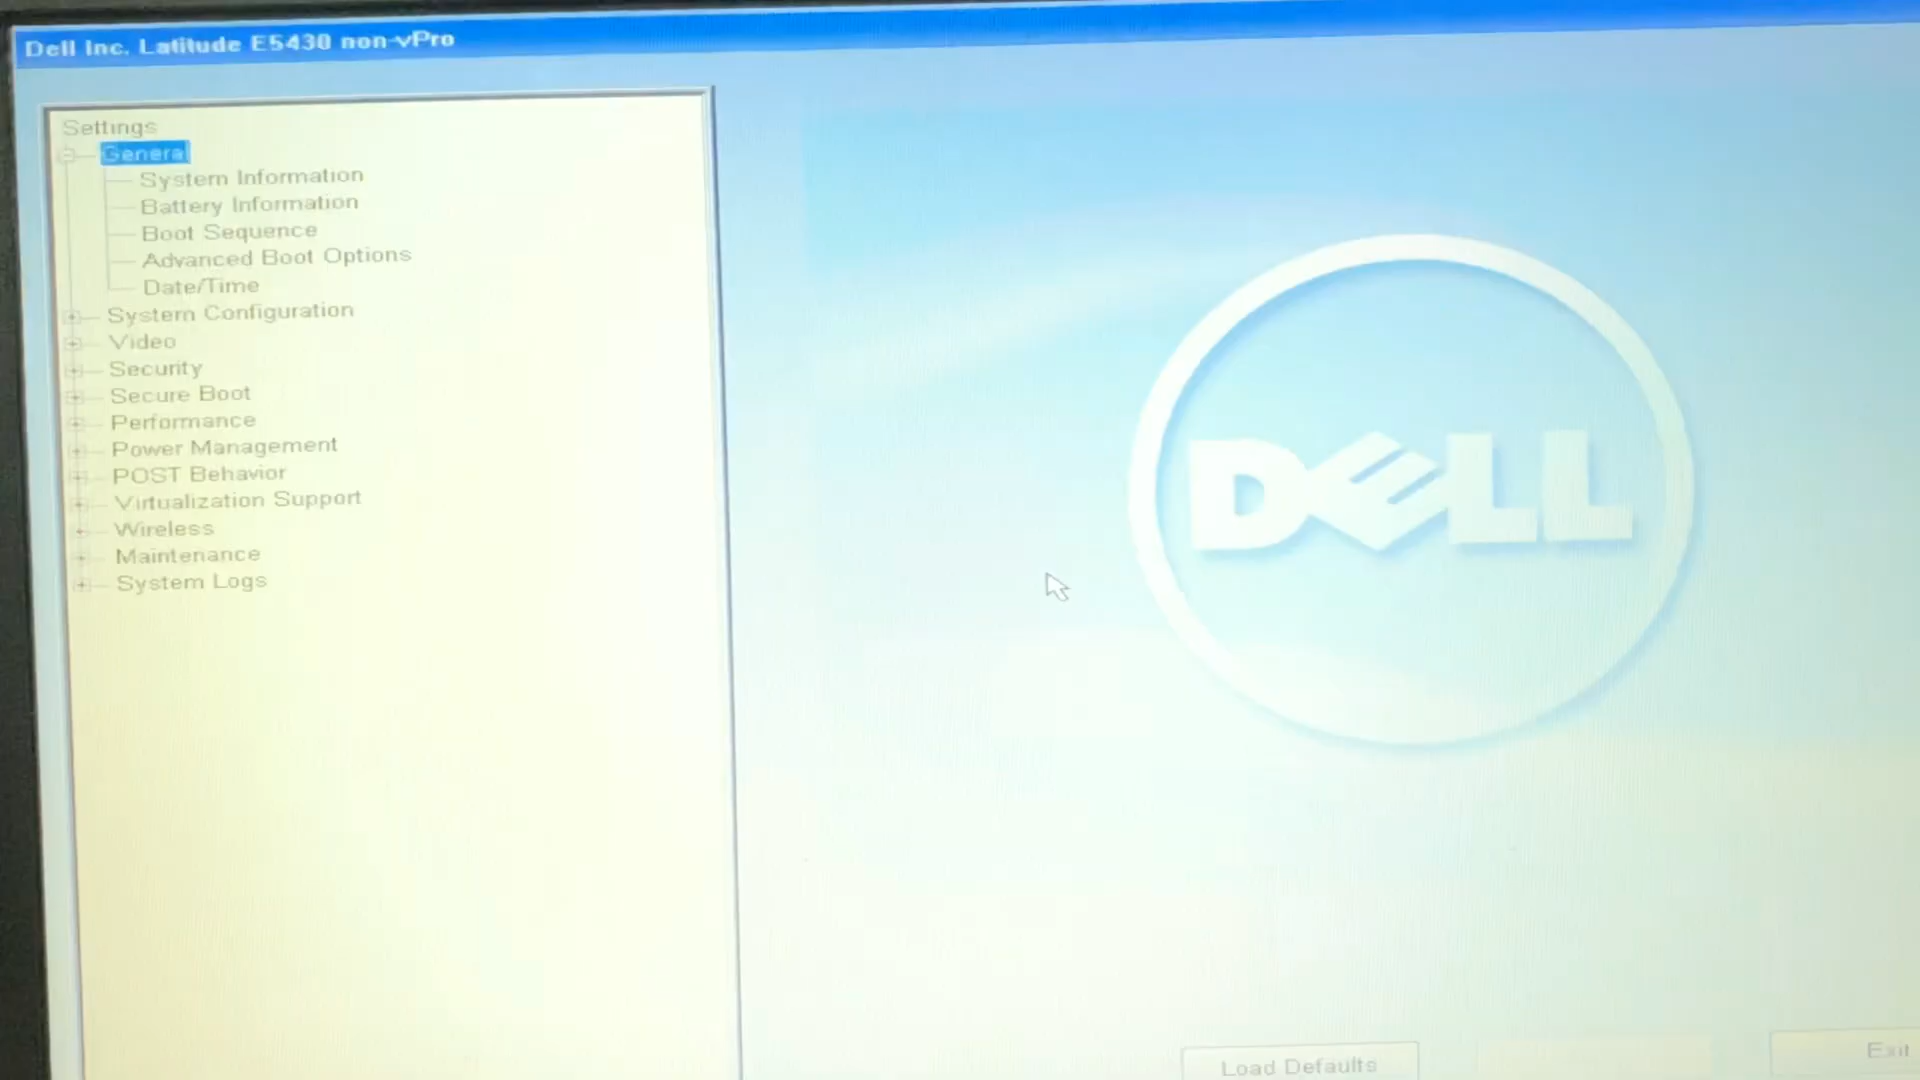 Dell Inc. Latitude E5430 non-vPro
Settings
General
System Information
Battery Information
Boot Sequence
Advanced Boot Options
Date/Time
System Configuration
Video
Security
Secure Boot
Performance
Power Management
POST Behavior
Virtualization Support
Wireless
Maintenance
System Logs
DELL
Load Defaults
Exit